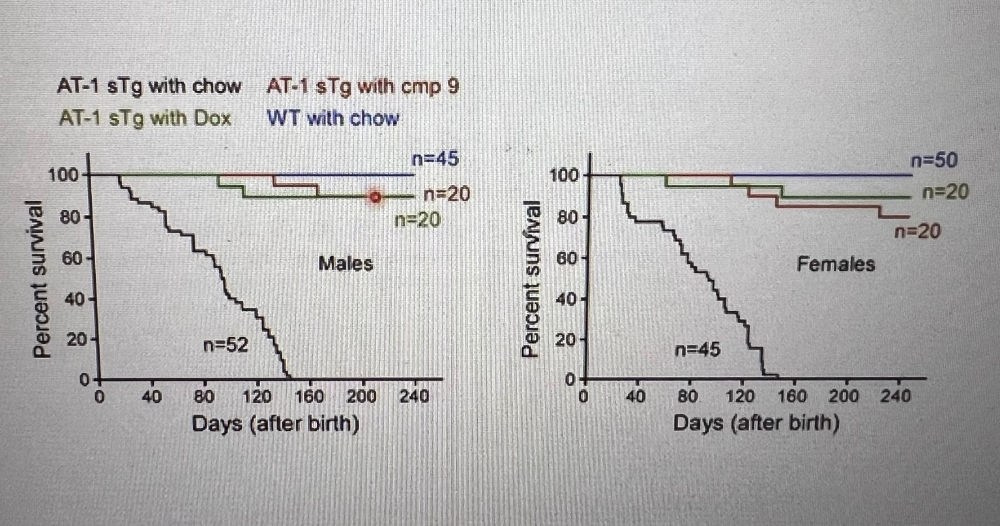 AT-1 sTg with chow AT-1 sTg with cmp 9
AT-1 sTg with Dox WT with chow
n=45
100
80
60
40
20
0
n=20
n=20
Males
n=52
0 40 80 120 160 200 240
Percent survival
Days (after birth)
n=50
100
80
60
40
20
0
n=20
n=20
Females
n=45
0 40 80 120 160 200 240
Percent survival
Days (after birth)